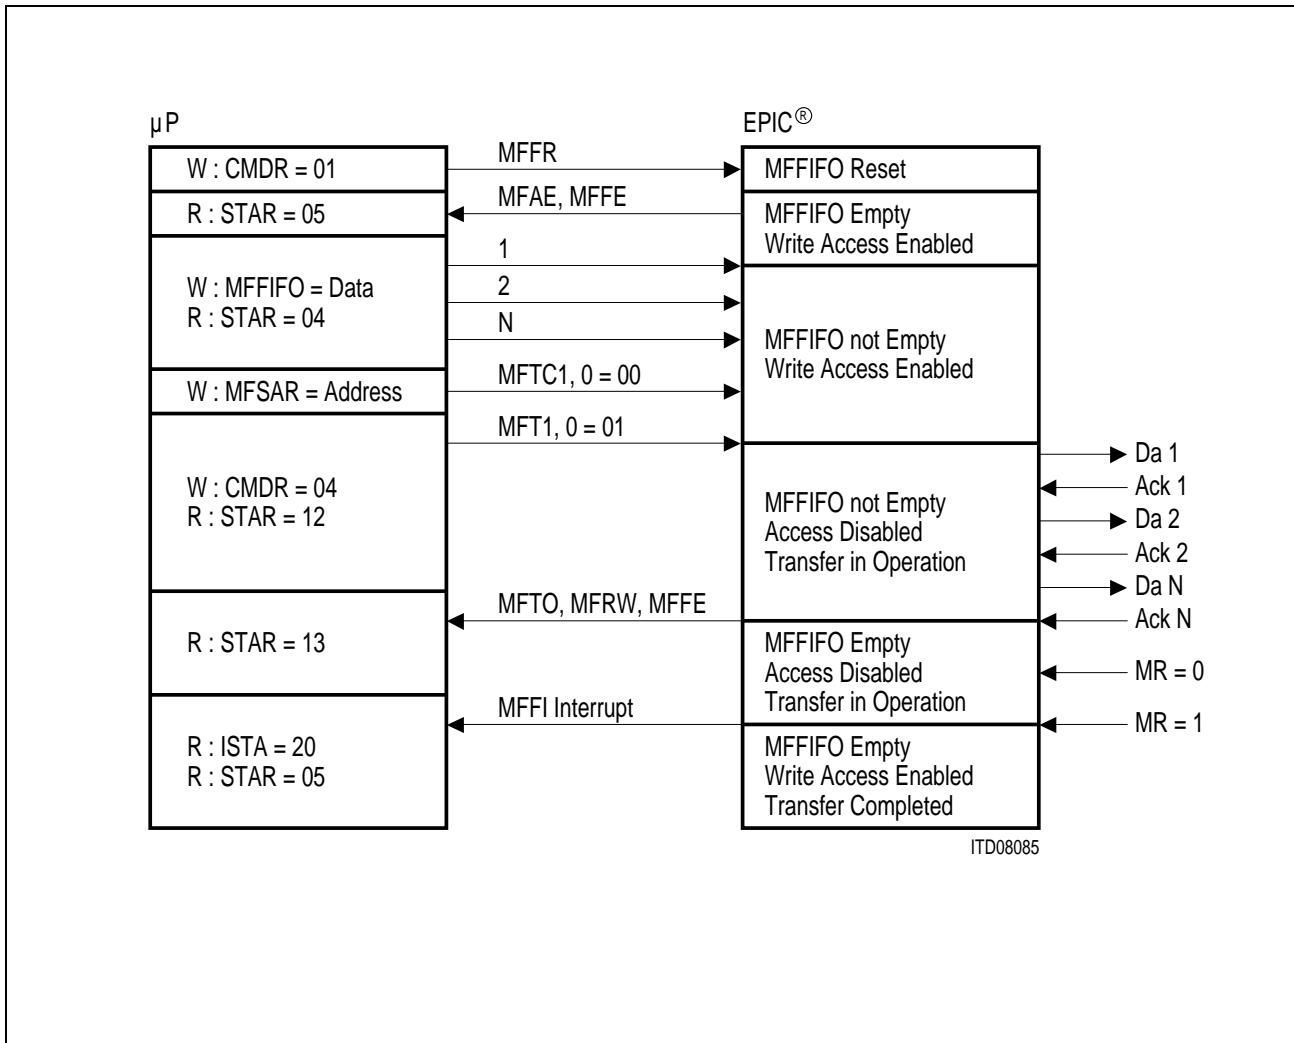 µP
EPIC®
W : CMDR = 01
MFFR
MFFIFO Reset
R : STAR = 05
MFAE, MFFE
MFFIFO Empty
Write Access Enabled
W : MFFIFO = Data
R : STAR = 04
1
2
N
MFFIFO not Empty
Write Access Enabled
W : MFSAR = Address
MFTC1, 0 = 00
MFT1, 0 = 01
W : CMDR = 04
R : STAR = 12
MFFIFO not Empty
Access Disabled
Transfer in Operation
Da 1
Ack 1
Da 2
Ack 2
Da N
Ack N
R : STAR = 13
MFTO, MFRW, MFFE
MFFIFO Empty
Access Disabled
Transfer in Operation
MR = 0
MR = 1
R : ISTA = 20
R : STAR = 05
MFFI Interrupt
MFFIFO Empty
Write Access Enabled
Transfer Completed
ITD08085